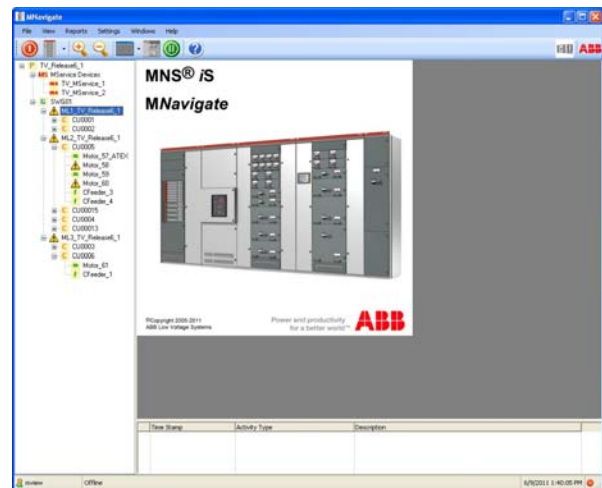 MNavigate
File View Reports Settings Windows Help
ABB
TV_Release6_1
MS MService Devices
TV_MService_1
TV_MService_2
SWG01
ML1_TV_Release6_1
C CU0001
C CU0002
ML2_TV_Release6_1
C CU0005
Motor_57_ATEX
Motor_58
Motor_59
Motor_60
CFeeder_3
CFeeder_4
C CU00015
C CU0004
C CU00013
ML3_TV_Release6_1
C CU0003
C CU0006
Motor_61
CFeeder_1
MNS® iS
MNavigate
©Copyright 2005-2011
ABB Low Voltage Systems
Power and productivity
for a better world™
ABB
Time Stamp Activity Type Description
mview Offline 6/9/2011 1:40:05 PM